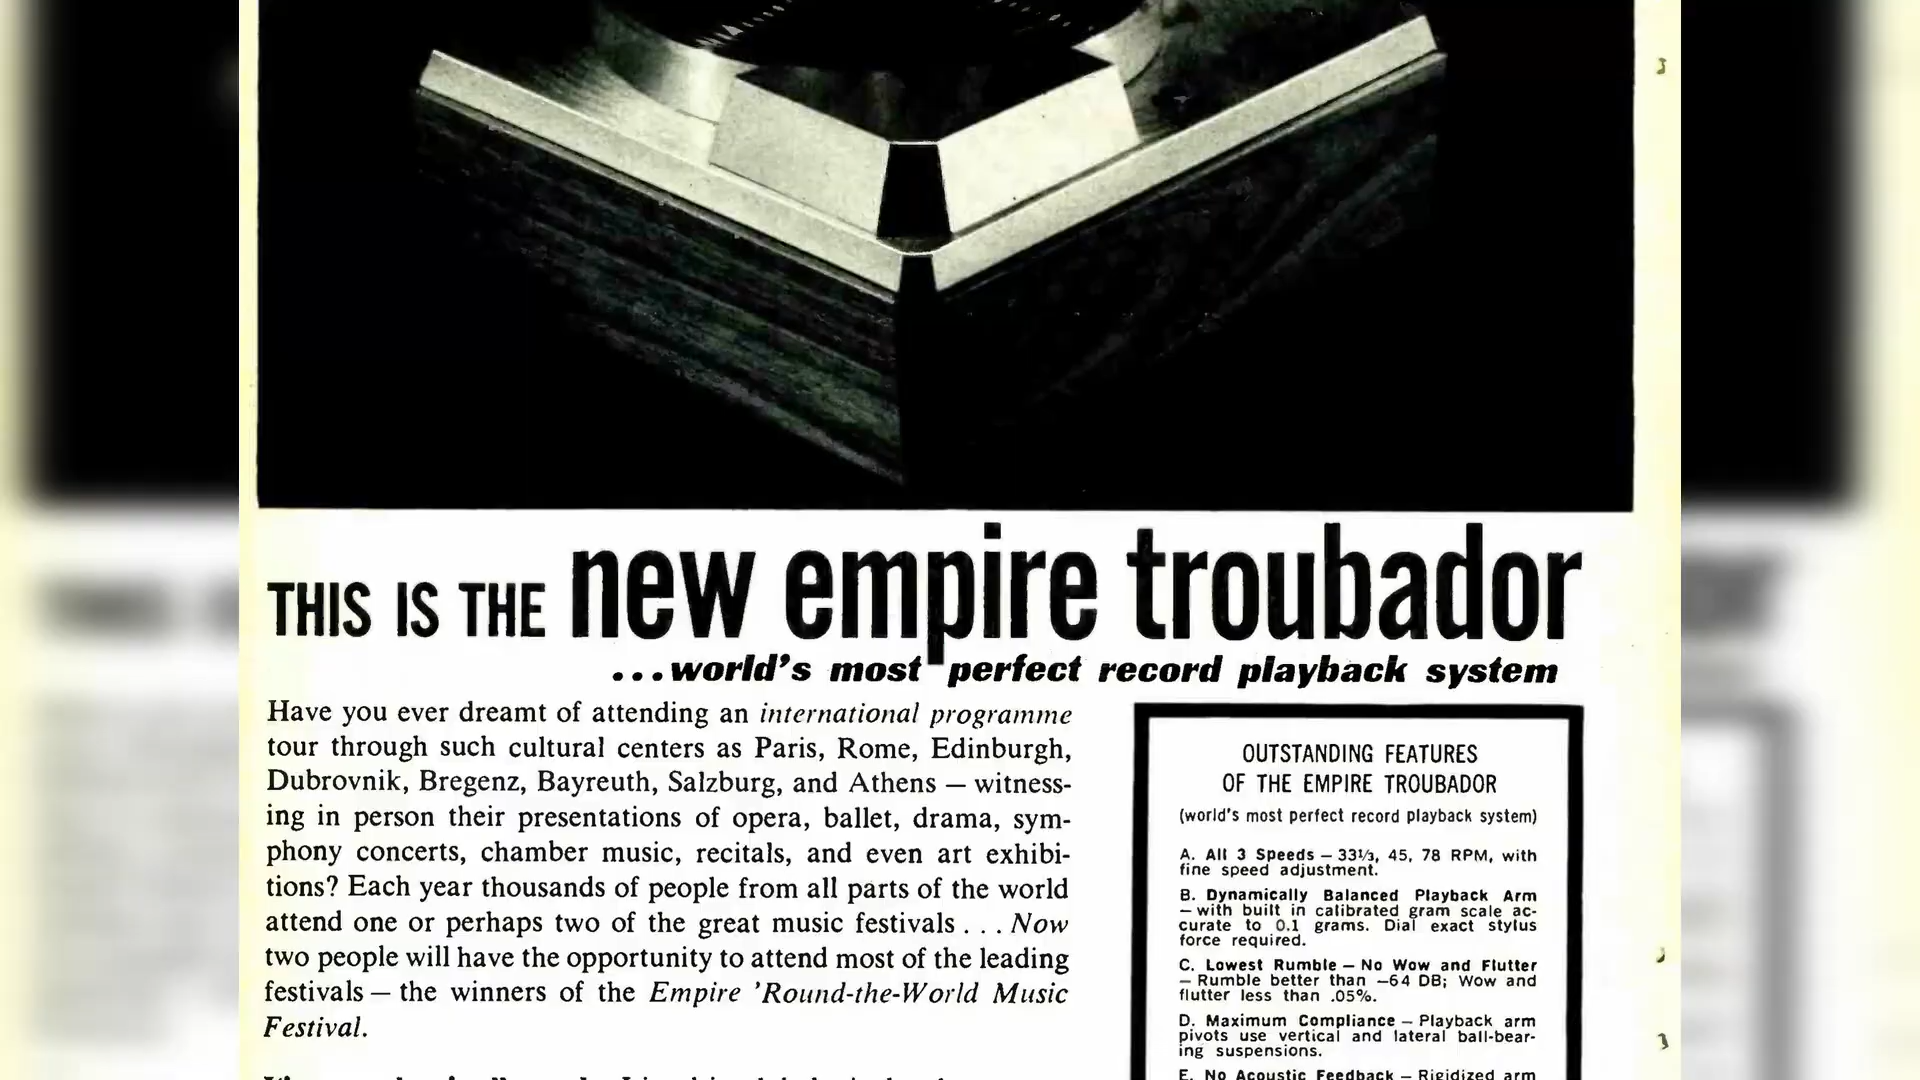 THIS IS THE new empire troubador
...world's most perfect record playback system
Have you ever dreamt of attending an international programme
tour through such cultural centers as Paris, Rome, Edinburgh,
Dubrovnik, Bregenz, Bayreuth, Salzburg, and Athens — witness-
ing in person their presentations of opera, ballet, drama, sym-
phony concerts, chamber music, recitals, and even art exhibi-
tions? Each year thousands of people from all parts of the world
attend one or perhaps two of the great music festivals . . . Now
two people will have the opportunity to attend most of the leading
festivals — the winners of the Empire 'Round-the-World Music
Festival.
OUTSTANDING FEATURES
OF THE EMPIRE TROUBADOR
(world's most perfect record playback system)
A. All 3 Speeds — 33⅓, 45, 78 RPM, with
fine speed adjustment.
B. Dynamically Balanced Playback Arm
— with built in calibrated gram scale ac-
curate to 0.1 grams. Dial exact stylus
force required.
C. Lowest Rumble — No Wow and Flutter
— Rumble better than —64 DB; Wow and
flutter less than .05%.
D. Maximum Compliance — Playback arm
pivots use vertical and lateral ball-bear-
ing suspensions.
E. No Acoustic Feedback — Rigidized arm